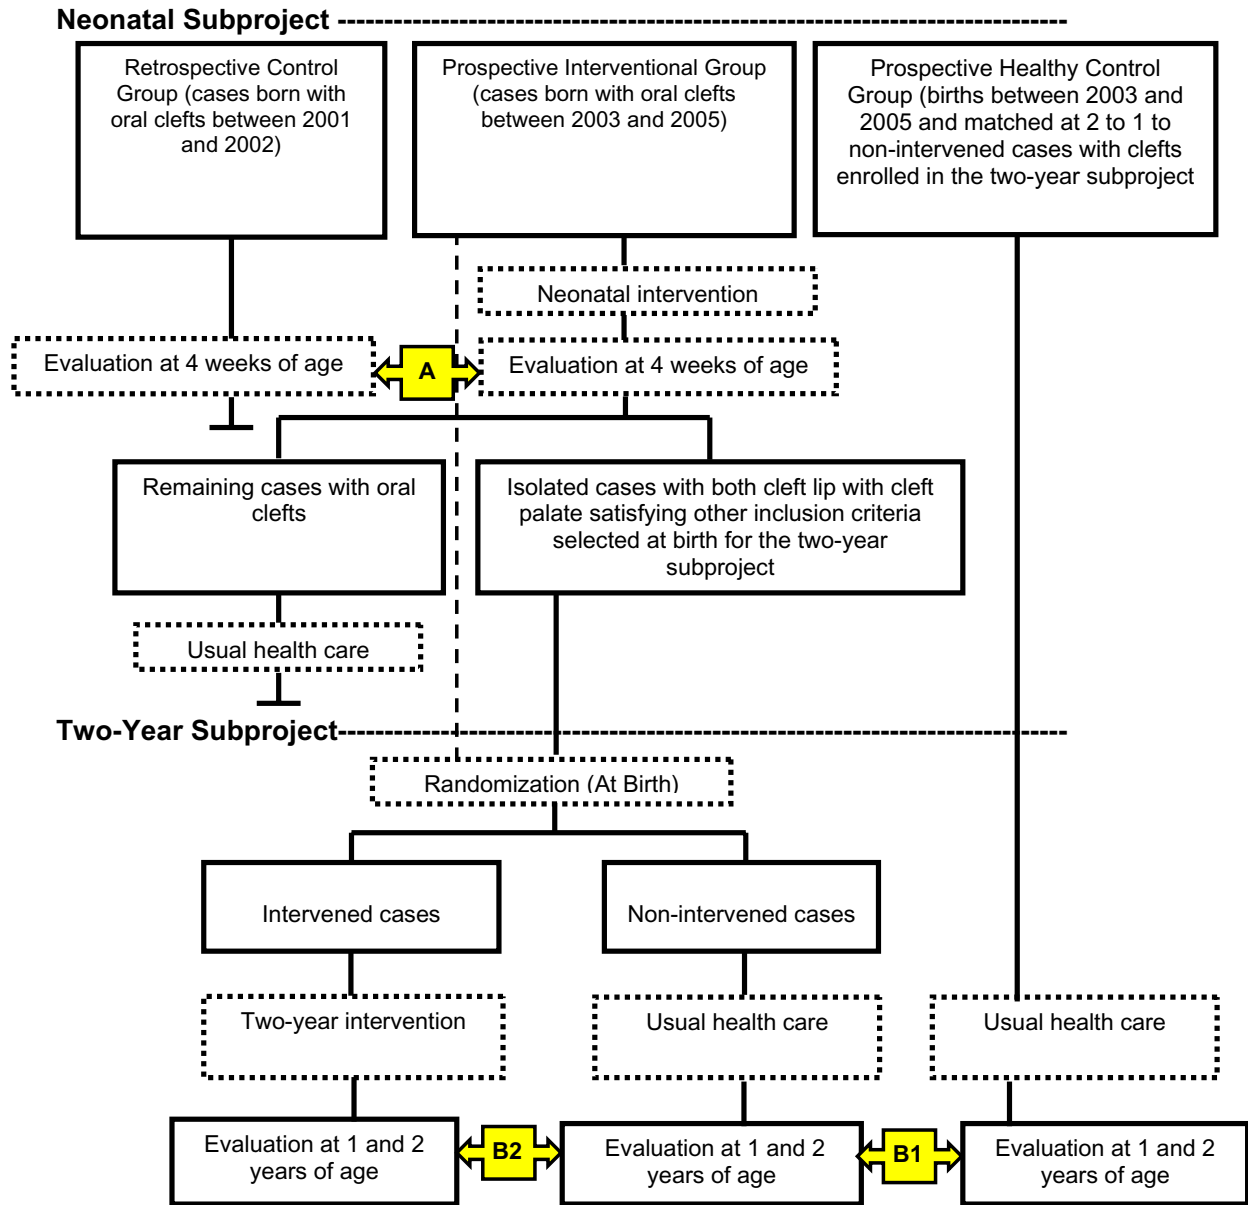 Neonatal Subproject
Retrospective Control
Group (cases born with
oral clefts between 2001
and 2002)
Prospective Interventional Group
(cases born with oral clefts
between 2003 and 2005)
Prospective Healthy Control
Group (births between 2003 and
2005 and matched at 2 to 1 to
non-intervened cases with clefts
enrolled in the two-year subproject
Neonatal intervention
Evaluation at 4 weeks of age
A
Evaluation at 4 weeks of age
Remaining cases with oral
clefts
Isolated cases with both cleft lip with cleft
palate satisfying other inclusion criteria
selected at birth for the two-year
subproject
Usual health care
Two-Year Subproject
Randomization (At Birth)
Intervened cases
Non-intervened cases
Two-year intervention
Usual health care
Usual health care
Evaluation at 1 and 2
years of age
B2
Evaluation at 1 and 2
years of age
B1
Evaluation at 1 and 2
years of age